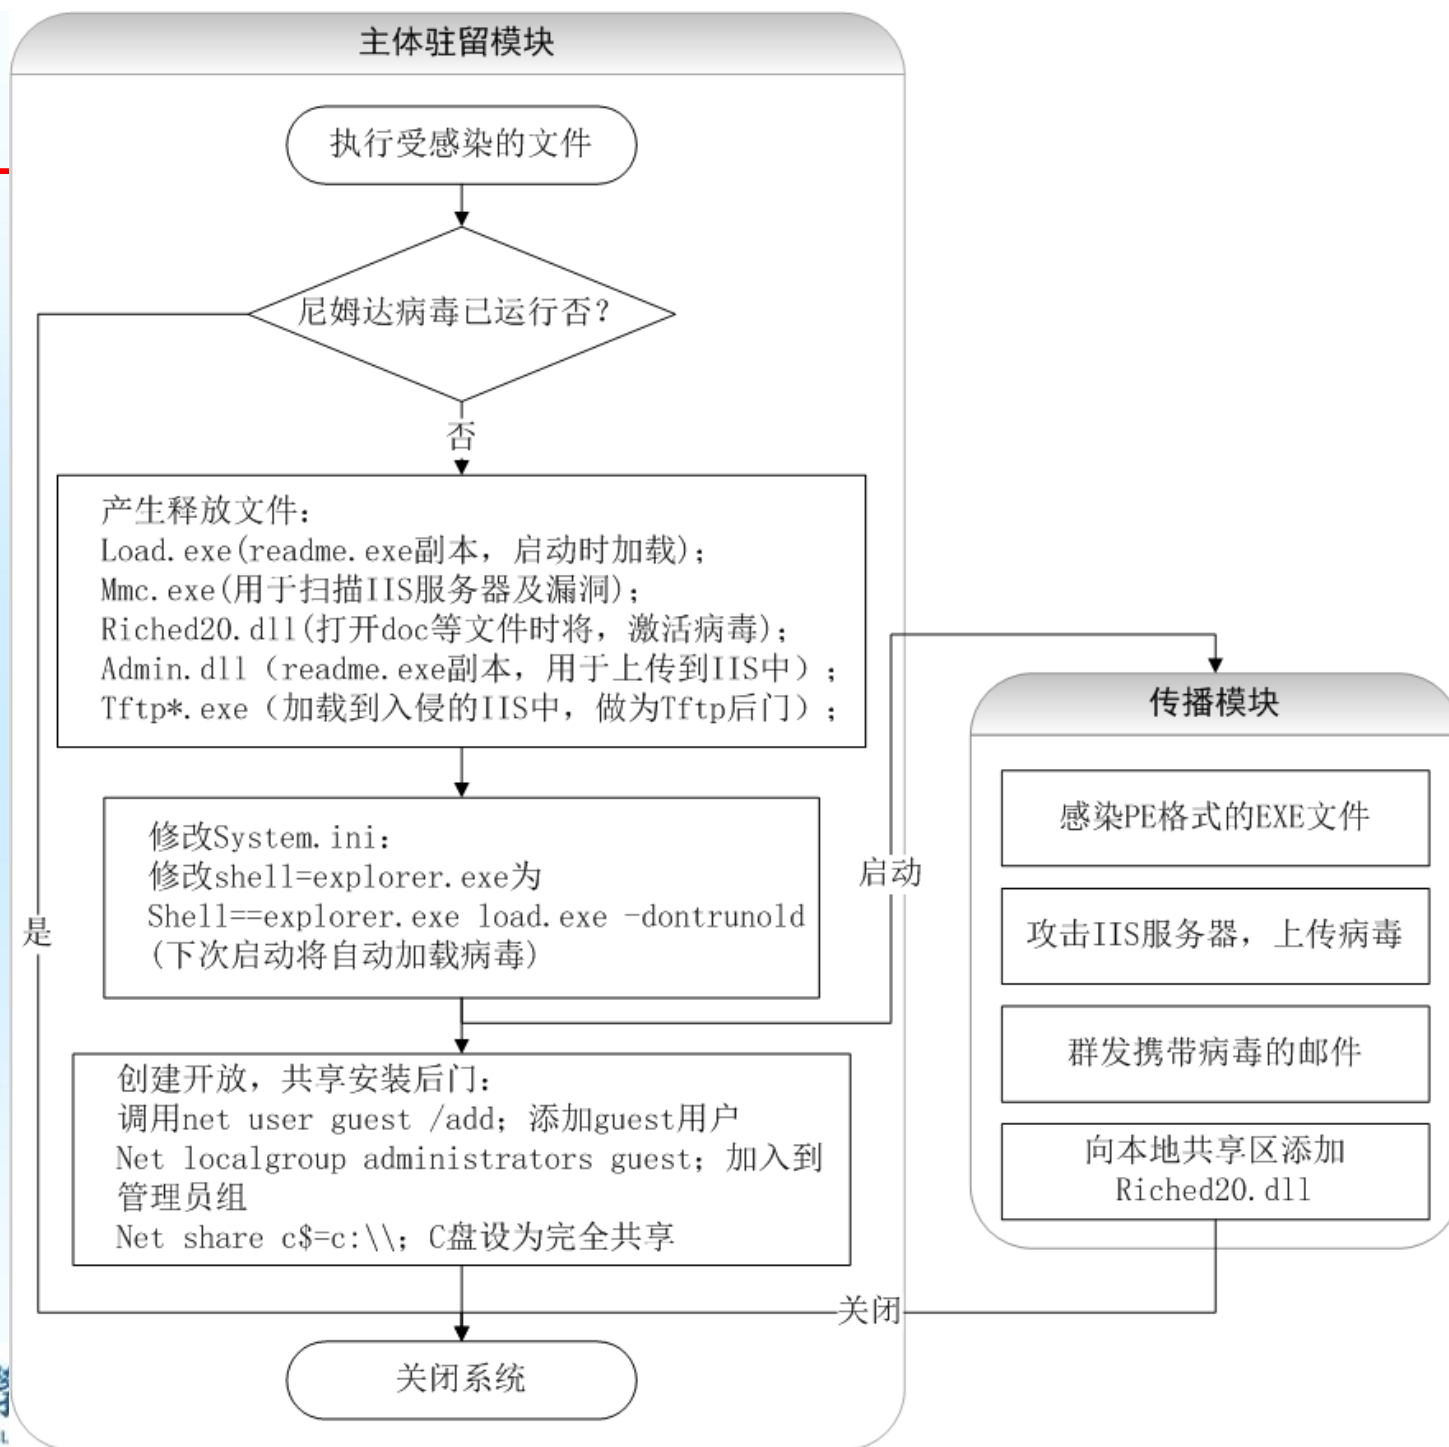 主体驻留模块
执行受感染的文件
尼姆达病毒已运行否?
否
产生释放文件:
Load.exe(readme.exe副本, 启动时加载);
Mmc.exe(用于扫描IIS服务器及漏洞);
Riched20.dll(打开doc等文件时将, 激活病毒);
Admin.dll（readme.exe副本, 用于上传到IIS中）;
Tftp*.exe（加载到入侵的IIS中, 做为Tftp后门）;
修改System.ini:
修改shell=explorer.exe为
Shell==explorer.exe load.exe -dontrunold
(下次启动将自动加载病毒)
是
启动
创建开放, 共享安装后门:
调用net user guest /add; 添加guest用户
Net localgroup administrators guest; 加入到
管理员组
Net share c$=c:\\; C盘设为完全共享
关闭系统
传播模块
感染PE格式的EXE文件
攻击IIS服务器, 上传病毒
群发携带病毒的邮件
向本地共享区添加
Riched20.dll
关闭